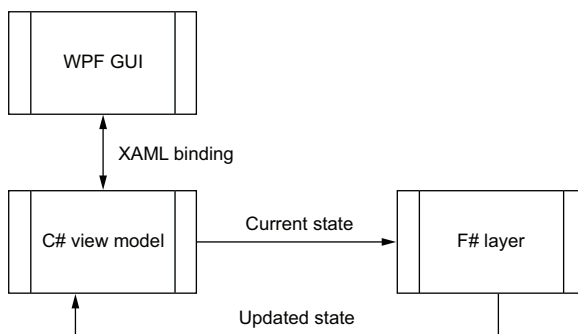 WPF GUI
XAML binding
C# view model
Current state
F# layer
Updated state